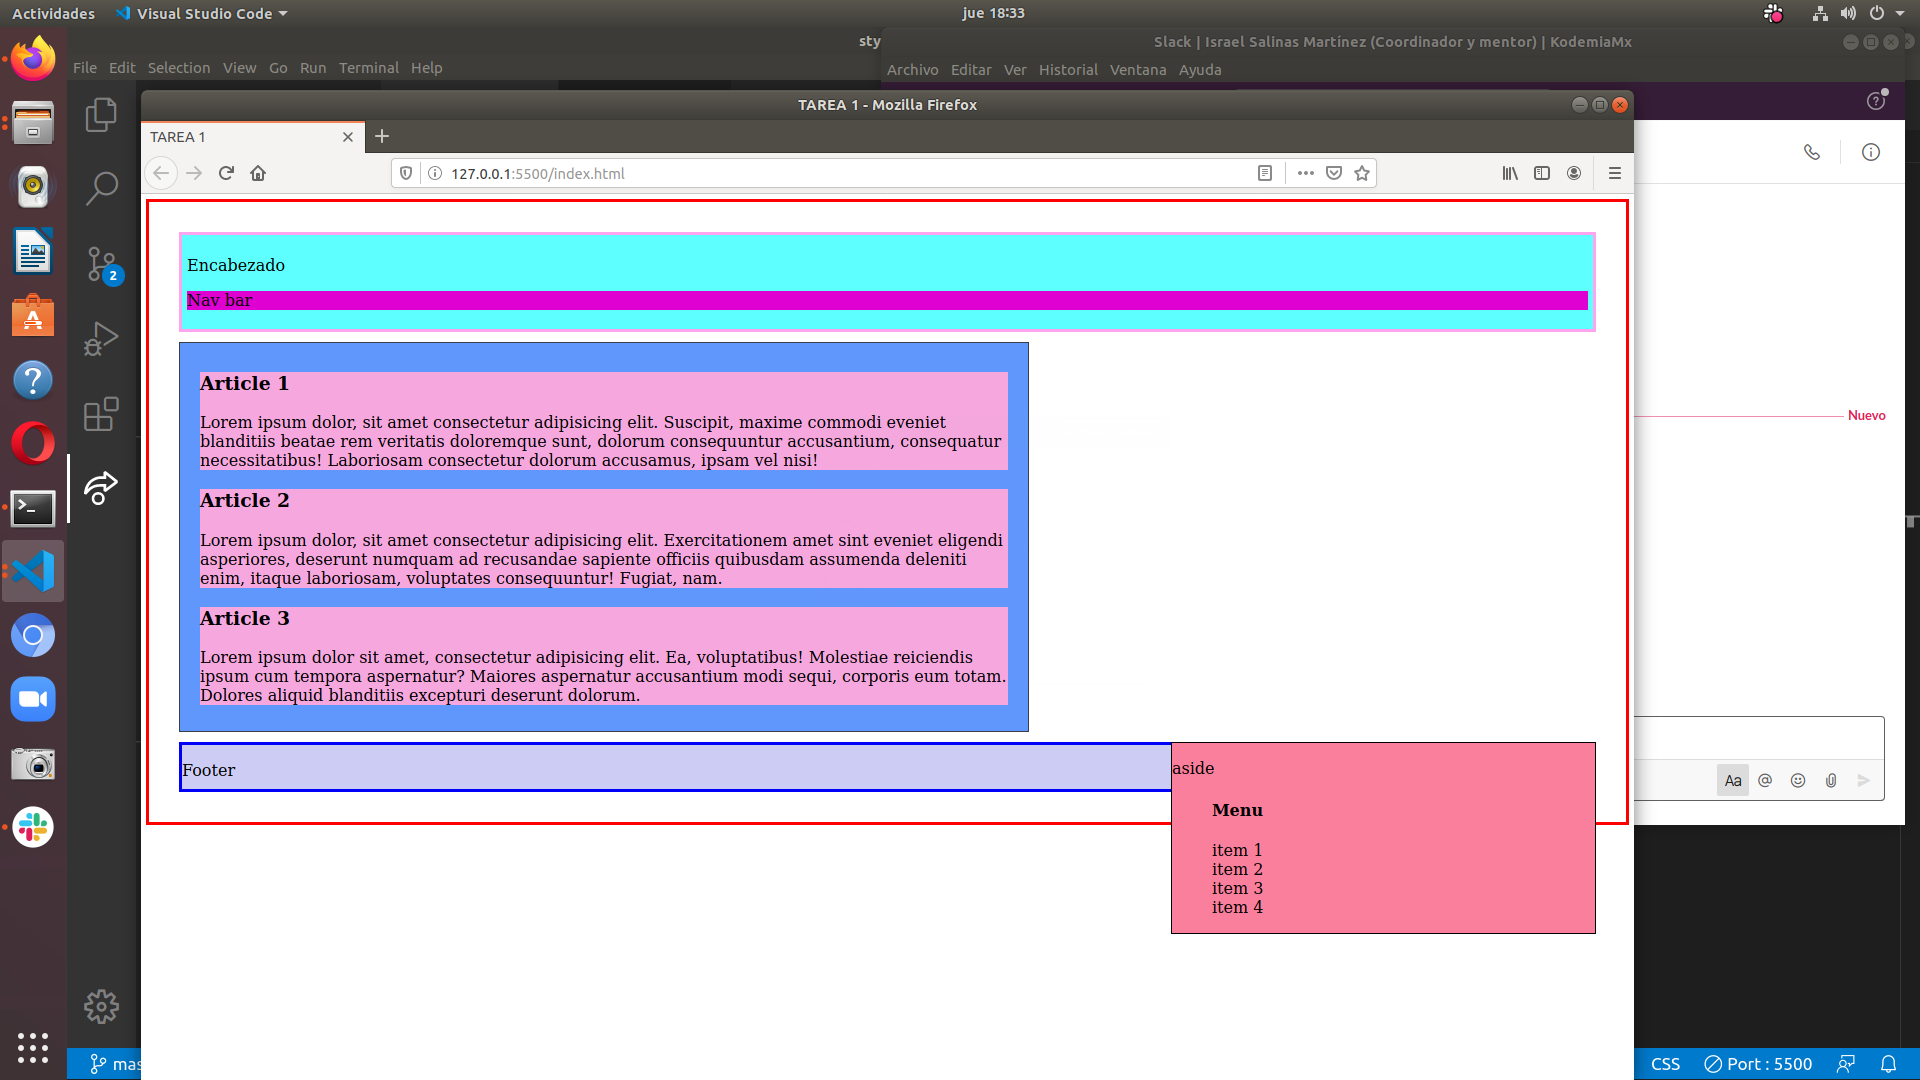 Actividades
Visual Studio Code
jue 18:33
sty
Slack | Israel Salinas Martínez (Coordinador y mentor) | KodemiaMx
File Edit Selection View Go Run Terminal Help
Archivo Editar Ver Historial Ventana Ayuda
TAREA 1 - Mozilla Firefox
TAREA 1
127.0.0.1:5500/index.html
Encabezado
Nav bar
Article 1
Lorem ipsum dolor, sit amet consectetur adipisicing elit. Suscipit, maxime commodi eveniet
blanditiis beatae rem veritatis doloremque sunt, dolorum consequuntur accusantium, consequatur
necessitatibus! Laboriosam consectetur dolorum accusamus, ipsam vel nisi!
Article 2
Lorem ipsum dolor, sit amet consectetur adipisicing elit. Exercitationem amet sint eveniet eligendi
asperiores, deserunt numquam ad recusandae sapiente officiis quibusdam assumenda deleniti
enim, itaque laboriosam, voluptates consequuntur! Fugiat, nam.
Article 3
Lorem ipsum dolor sit amet, consectetur adipisicing elit. Ea, voluptatibus! Molestiae reiciendis
ipsum cum tempora aspernatur? Maiores aspernatur accusantium modi sequi, corporis eum totam.
Dolores aliquid blanditiis excepturi deserunt dolorum.
Footer
aside
Menu
item 1
item 2
item 3
item 4
Nuevo
Aa
2
mas
CSS
Port : 5500